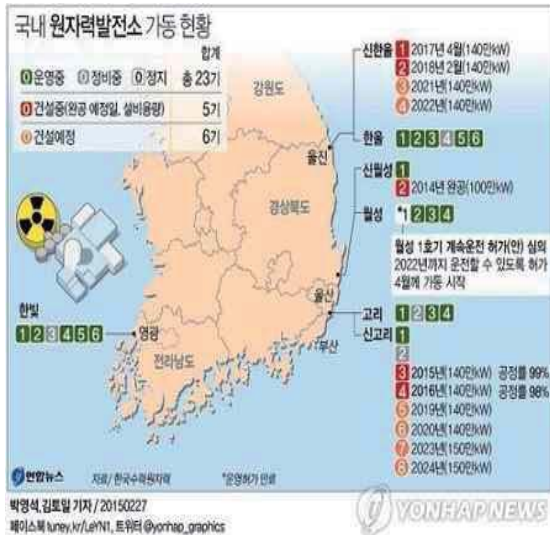 국내 원자력발전소 가동 현황
합계
0 운영중 0 정비중 0 정지 총 23기
0 건설중(완공 예정일, 설비용량) 5기
0 건설예정 6기
강원도
신한울 1 2017년 4월(140만kW)
2 2018년 2월(140만kW)
3 2021년(140만kW)
4 2022년(140만kW)
울진
한울 1 2 3 4 5 6
신월성 1
2 2014년 완공(100만kW)
경상북도
월성 *1 2 3 4
월성 1호기 계속운전 허가(안) 심의
2022년까지 운전할 수 있도록 허가
4월께 가동 시작
울산
한빛
1 2 3 4 5 6
영광
전라남도
부산
고리 1 2 3 4
신고리 1
2
3 2015년(140만kW) 공정률 99%
4 2016년(140만kW) 공정률 98%
5 2019년(140만kW)
6 2020년(140만kW)
7 2023년(150만kW)
8 2024년(150만kW)
연합뉴스 자료/한국수력원자력 *운영허가 만료
박영석,김토일 기자 / 20150227
페이스북 tuney.kr/LeYN1, 트위터 @yonhap_graphics
YONHAP NEWS